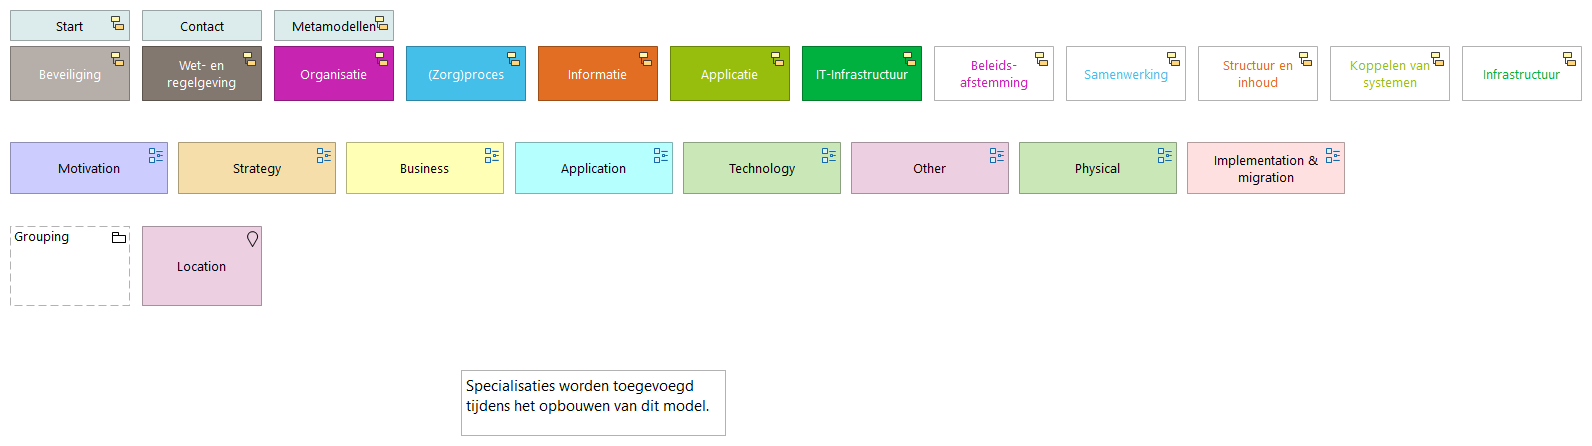 Start
Contact
Metamodellen
Beveiliging
Wet- en
regelgeving
Organisatie
(Zorg)proces
Informatie
Applicatie
IT-Infrastructuur
Beleids-
afstemming
Samenwerking
Structuur en
inhoud
Koppelen van
systemen
Infrastructuur
Motivation
Strategy
Business
Application
Technology
Other
Physical
Implementation &
migration
Grouping
Location
Specialisaties worden toegevoegd
tijdens het opbouwen van dit model.